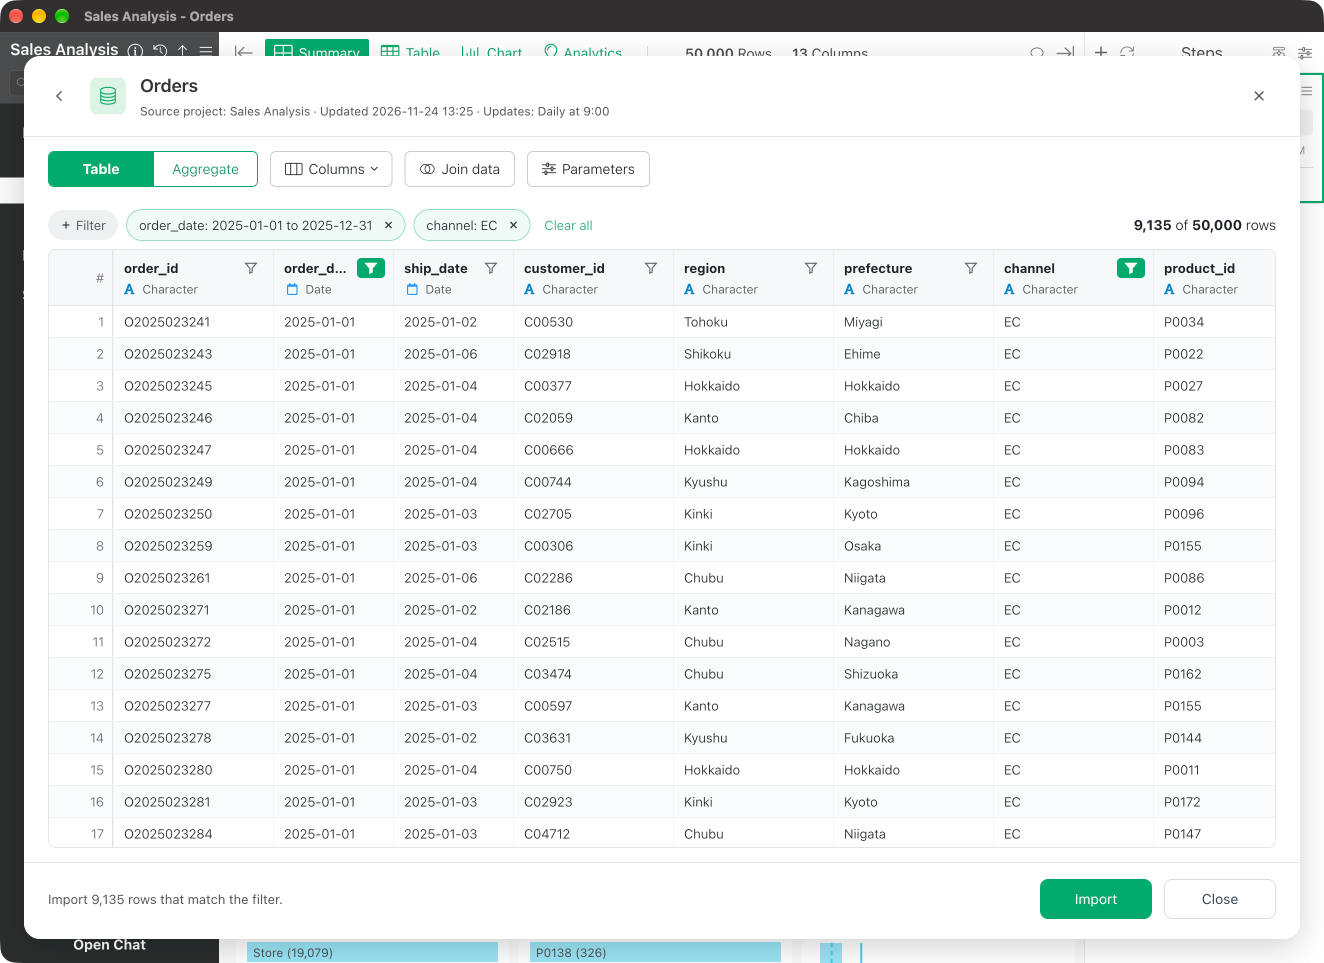 Sales Analysis - Orders
Sales Analysis
Summary Table Chart Analytics 50,000 Rows 13 Columns Steps
Orders
Source project: Sales Analysis · Updated 2026-11-24 13:25 · Updates: Daily at 9:00
Table Aggregate Columns Join data Parameters
+ Filter order_date: 2025-01-01 to 2025-12-31 × channel: EC × Clear all 9,135 of 50,000 rows
# order_id order_d... ship_date customer_id region prefecture channel product_id
A Character Date Date A Character A Character A Character A Character A Character
1 O2025023241 2025-01-01 2025-01-02 C00530 Tohoku Miyagi EC P0034
2 O2025023243 2025-01-01 2025-01-06 C02918 Shikoku Ehime EC P0022
3 O2025023245 2025-01-01 2025-01-04 C00377 Hokkaido Hokkaido EC P0027
4 O2025023246 2025-01-01 2025-01-04 C02059 Kanto Chiba EC P0082
5 O2025023247 2025-01-01 2025-01-04 C00666 Hokkaido Hokkaido EC P0083
6 O2025023249 2025-01-01 2025-01-04 C00744 Kyushu Kagoshima EC P0094
7 O2025023250 2025-01-01 2025-01-03 C02705 Kinki Kyoto EC P0096
8 O2025023259 2025-01-01 2025-01-03 C00306 Kinki Osaka EC P0155
9 O2025023261 2025-01-01 2025-01-06 C02286 Chubu Niigata EC P0086
10 O2025023271 2025-01-01 2025-01-02 C02186 Kanto Kanagawa EC P0012
11 O2025023272 2025-01-01 2025-01-04 C02515 Chubu Nagano EC P0003
12 O2025023275 2025-01-01 2025-01-04 C03474 Chubu Shizuoka EC P0162
13 O2025023277 2025-01-01 2025-01-03 C00597 Kanto Kanagawa EC P0155
14 O2025023278 2025-01-01 2025-01-02 C03631 Kyushu Fukuoka EC P0144
15 O2025023280 2025-01-01 2025-01-04 C00750 Hokkaido Hokkaido EC P0011
16 O2025023281 2025-01-01 2025-01-03 C02923 Kinki Kyoto EC P0172
17 O2025023284 2025-01-01 2025-01-03 C04712 Chubu Niigata EC P0147
Import 9,135 rows that match the filter. Import Close
Open Chat Store (19,079) P0138 (326)